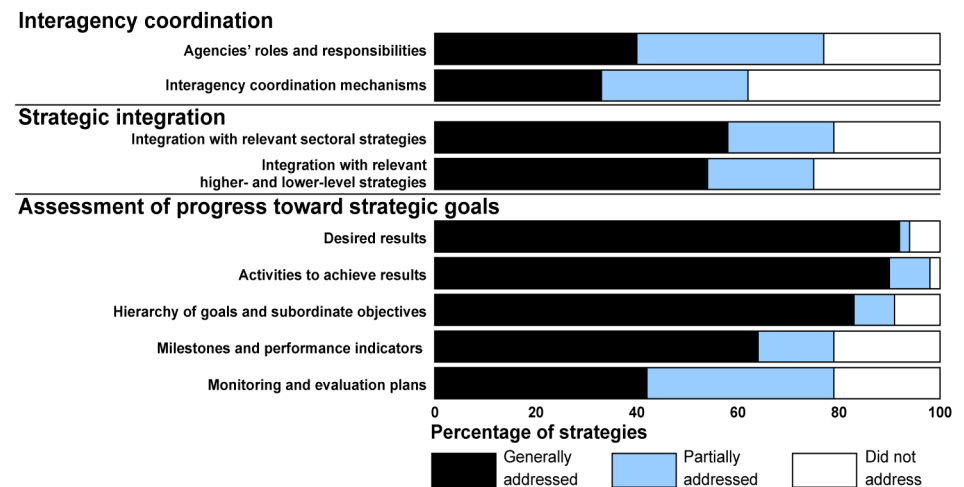 Interagency coordination
Agencies' roles and responsibilities
Interagency coordination mechanisms
Strategic integration
Integration with relevant sectoral strategies
Integration with relevant
higher- and lower-level strategies
Assessment of progress toward strategic goals
Desired results
Activities to achieve results
Hierarchy of goals and subordinate objectives
Milestones and performance indicators
Monitoring and evaluation plans
0 20 40 60 80 100
Percentage of strategies
Generally
addressed
Partially
addressed
Did not
address